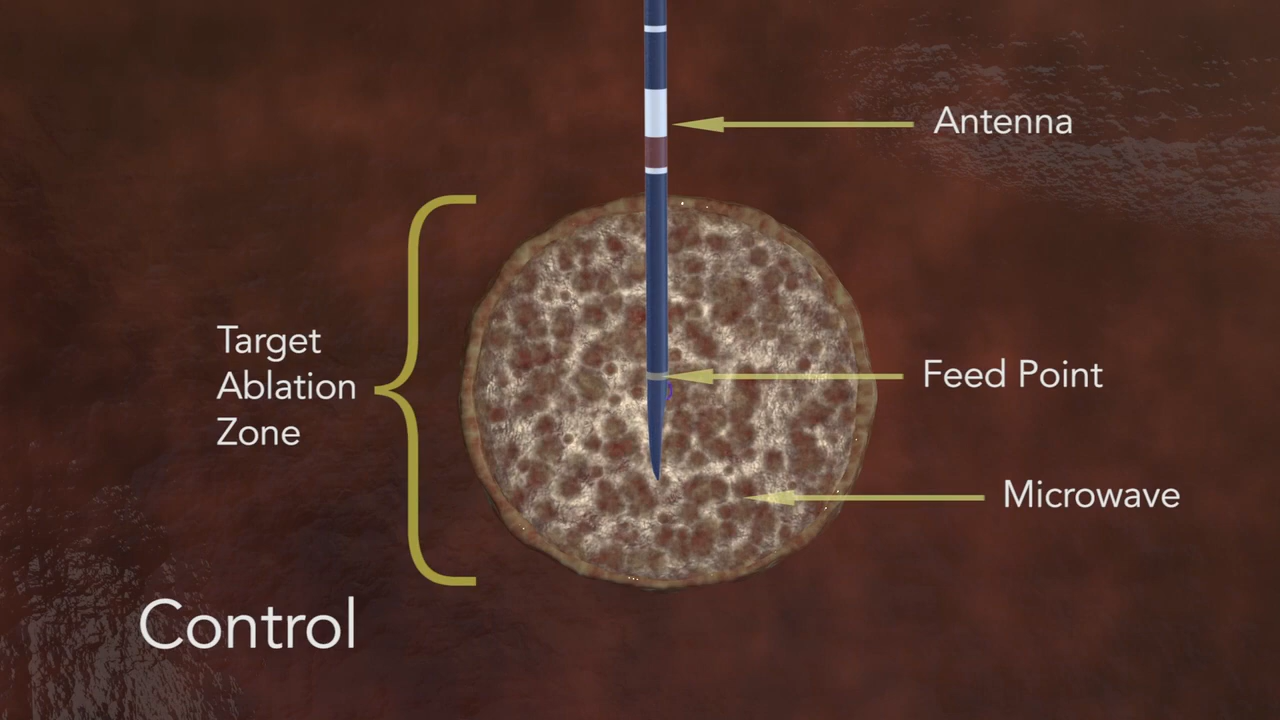 Antenna
Target
Ablation
Zone
Feed Point
Microwave
Control